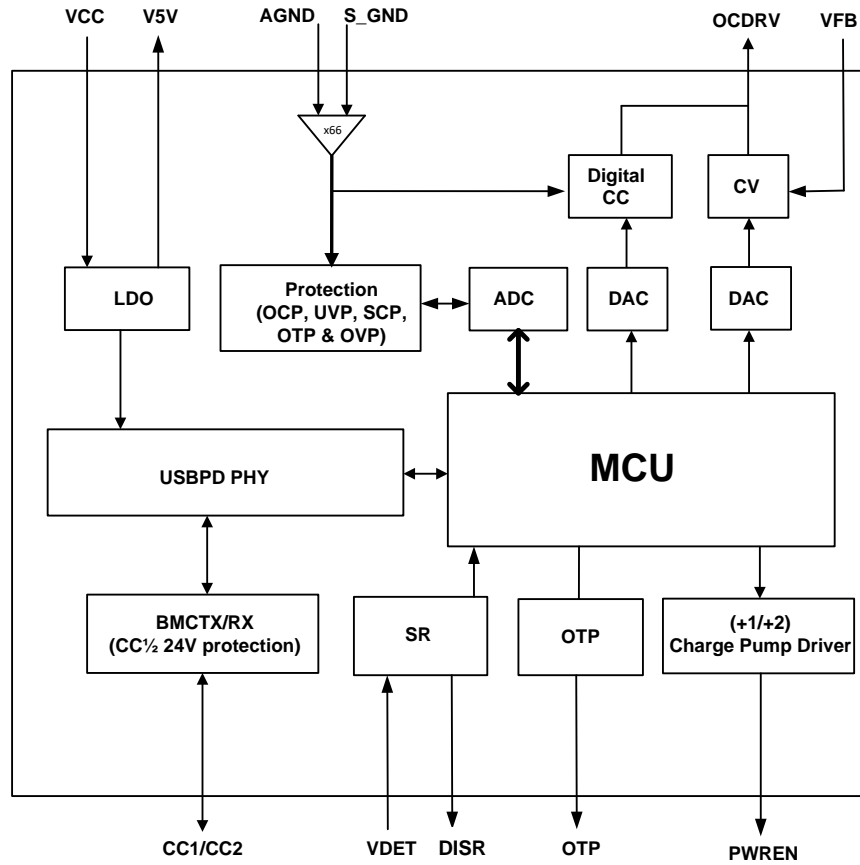 VCC V5V AGND S_GND OCDRV VFB
x66
Digital
CC
CV
LDO
Protection
(OCP, UVP, SCP,
OTP & OVP)
ADC
DAC
DAC
MCU
USBPD PHY
BMCTX/RX
(CC½ 24V protection)
SR
OTP
(+1/+2)
Charge Pump Driver
CC1/CC2 VDET DISR OTP PWREN